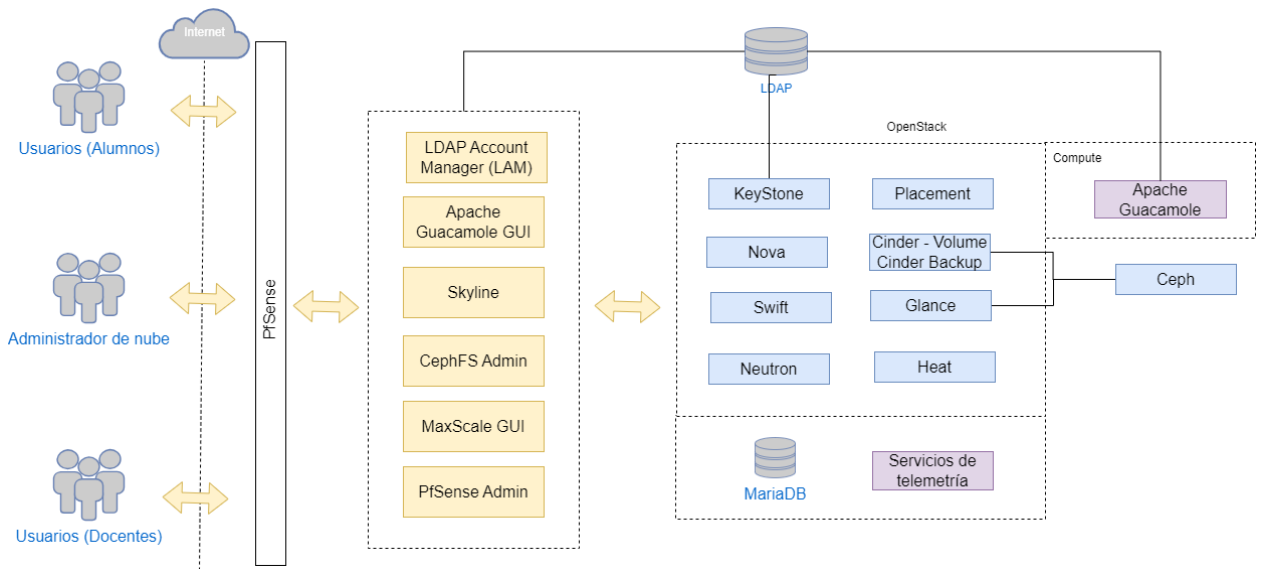 Internet
Usuarios (Alumnos)
Administrador de nube
Usuarios (Docentes)
PfSense
LDAP Account
Manager (LAM)
Apache
Guacamole GUI
Skyline
CephFS Admin
MaxScale GUI
PfSense Admin
LDAP
OpenStack
KeyStone
Placement
Nova
Cinder - Volume
Cinder Backup
Swift
Glance
Neutron
Heat
Compute
Apache
Guacamole
Ceph
MariaDB
Servicios de
telemetría